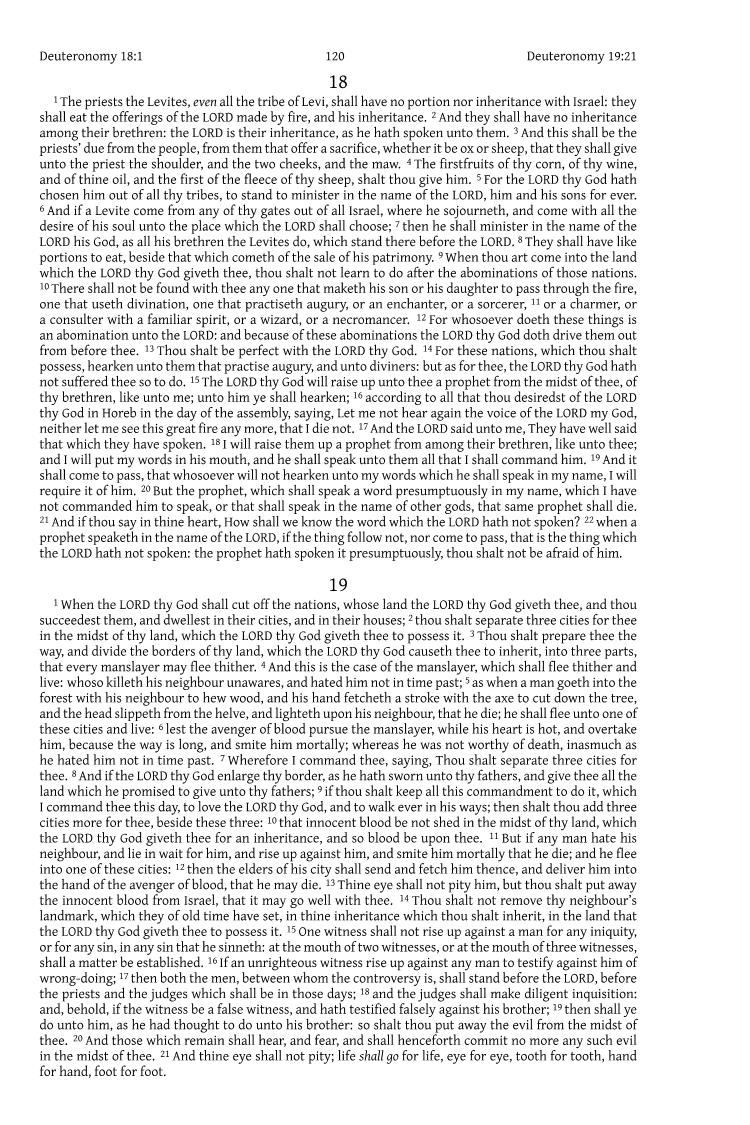 Deuteronomy 18:1 120 Deuteronomy 19:21
18
1 The priests the Levites, even all the tribe of Levi, shall have no portion nor inheritance with Israel: they
shall eat the offerings of the LORD made by fire, and his inheritance. 2 And they shall have no inheritance
among their brethren: the LORD is their inheritance, as he hath spoken unto them. 3 And this shall be the
priests’ due from the people, from them that offer a sacrifice, whether it be ox or sheep, that they shall give
unto the priest the shoulder, and the two cheeks, and the maw. 4 The firstfruits of thy corn, of thy wine,
and of thine oil, and the first of the fleece of thy sheep, shalt thou give him. 5 For the LORD thy God hath
chosen him out of all thy tribes, to stand to minister in the name of the LORD, him and his sons for ever.
6 And if a Levite come from any of thy gates out of all Israel, where he sojourneth, and come with all the
desire of his soul unto the place which the LORD shall choose; 7 then he shall minister in the name of the
LORD his God, as all his brethren the Levites do, which stand there before the LORD. 8 They shall have like
portions to eat, beside that which cometh of the sale of his patrimony. 9 When thou art come into the land
which the LORD thy God giveth thee, thou shalt not learn to do after the abominations of those nations.
10 There shall not be found with thee any one that maketh his son or his daughter to pass through the fire,
one that useth divination, one that practiseth augury, or an enchanter, or a sorcerer, 11 or a charmer, or
a consulter with a familiar spirit, or a wizard, or a necromancer. 12 For whosoever doeth these things is
an abomination unto the LORD: and because of these abominations the LORD thy God doth drive them out
from before thee. 13 Thou shalt be perfect with the LORD thy God. 14 For these nations, which thou shalt
possess, hearken unto them that practise augury, and unto diviners: but as for thee, the LORD thy God hath
not suffered thee so to do. 15 The LORD thy God will raise up unto thee a prophet from the midst of thee, of
thy brethren, like unto me; unto him ye shall hearken; 16 according to all that thou desiredst of the LORD
thy God in Horeb in the day of the assembly, saying, Let me not hear again the voice of the LORD my God,
neither let me see this great fire any more, that I die not. 17 And the LORD said unto me, They have well said
that which they have spoken. 18 I will raise them up a prophet from among their brethren, like unto thee;
and I will put my words in his mouth, and he shall speak unto them all that I shall command him. 19 And it
shall come to pass, that whosoever will not hearken unto my words which he shall speak in my name, I will
require it of him. 20 But the prophet, which shall speak a word presumptuously in my name, which I have
not commanded him to speak, or that shall speak in the name of other gods, that same prophet shall die.
21 And if thou say in thine heart, How shall we know the word which the LORD hath not spoken? 22 when a
prophet speaketh in the name of the LORD, if the thing follow not, nor come to pass, that is the thing which
the LORD hath not spoken: the prophet hath spoken it presumptuously, thou shalt not be afraid of him.
19
1 When the LORD thy God shall cut off the nations, whose land the LORD thy God giveth thee, and thou
succeedest them, and dwellest in their cities, and in their houses; 2 thou shalt separate three cities for thee
in the midst of thy land, which the LORD thy God giveth thee to possess it. 3 Thou shalt prepare thee the
way, and divide the borders of thy land, which the LORD thy God causeth thee to inherit, into three parts,
that every manslayer may flee thither. 4 And this is the case of the manslayer, which shall flee thither and
live: whoso killeth his neighbour unawares, and hated him not in time past; 5 as when a man goeth into the
forest with his neighbour to hew wood, and his hand fetcheth a stroke with the axe to cut down the tree,
and the head slippeth from the helve, and lighteth upon his neighbour, that he die; he shall flee unto one of
these cities and live: 6 lest the avenger of blood pursue the manslayer, while his heart is hot, and overtake
him, because the way is long, and smite him mortally; whereas he was not worthy of death, inasmuch as
he hated him not in time past. 7 Wherefore I command thee, saying, Thou shalt separate three cities for
thee. 8 And if the LORD thy God enlarge thy border, as he hath sworn unto thy fathers, and give thee all the
land which he promised to give unto thy fathers; 9 if thou shalt keep all this commandment to do it, which
I command thee this day, to love the LORD thy God, and to walk ever in his ways; then shalt thou add three
cities more for thee, beside these three: 10 that innocent blood be not shed in the midst of thy land, which
the LORD thy God giveth thee for an inheritance, and so blood be upon thee. 11 But if any man hate his
neighbour, and lie in wait for him, and rise up against him, and smite him mortally that he die; and he flee
into one of these cities: 12 then the elders of his city shall send and fetch him thence, and deliver him into
the hand of the avenger of blood, that he may die. 13 Thine eye shall not pity him, but thou shalt put away
the innocent blood from Israel, that it may go well with thee. 14 Thou shalt not remove thy neighbour’s
landmark, which they of old time have set, in thine inheritance which thou shalt inherit, in the land that
the LORD thy God giveth thee to possess it. 15 One witness shall not rise up against a man for any iniquity,
or for any sin, in any sin that he sinneth: at the mouth of two witnesses, or at the mouth of three witnesses,
shall a matter be established. 16 If an unrighteous witness rise up against any man to testify against him of
wrong-doing; 17 then both the men, between whom the controversy is, shall stand before the LORD, before
the priests and the judges which shall be in those days; 18 and the judges shall make diligent inquisition:
and, behold, if the witness be a false witness, and hath testified falsely against his brother; 19 then shall ye
do unto him, as he had thought to do unto his brother: so shalt thou put away the evil from the midst of
thee. 20 And those which remain shall hear, and fear, and shall henceforth commit no more any such evil
in the midst of thee. 21 And thine eye shall not pity; life shall go for life, eye for eye, tooth for tooth, hand
for hand, foot for foot.